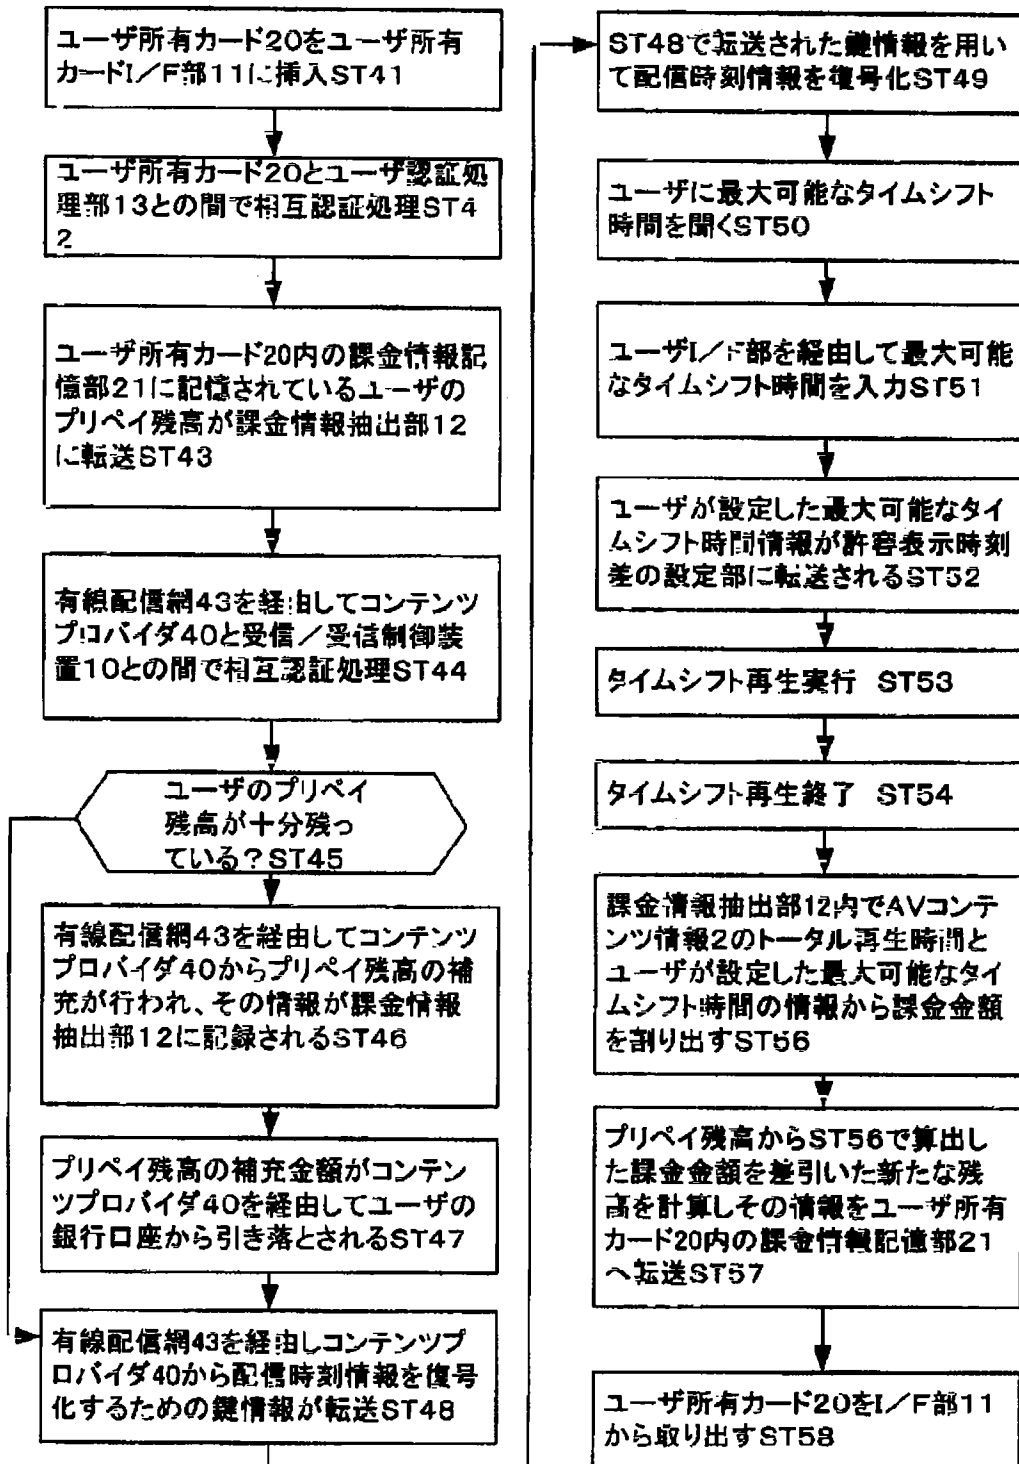 ユーザ所有カード20をユーザ所有
カードI／F部11に挿入ST41
ユーザ所有カード20とユーザ認証処
理部13との間で相互認証処理ST4
2
ユーザ所有カード20内の課金情報記
憶部21に記憶されているユーザの
プリペイ残高が課金情報抽出部12
に転送ST43
有線配信網43を経由してコンテンツ
プロバイダ40と受信／受信制御装
置10との間で相互認証処理ST44
ユーザのプリペイ
残高が十分残っ
ている？ST45
有線配信網43を経由してコンテンツ
プロバイダ40からプリペイ残高の補
充が行われ、その情報が課金情報
抽出部12に記録されるST46
プリペイ残高の補充金額がコンテン
ツプロバイダ40を経由してユーザの
銀行口座から引き落とされるST47
有線配信網43を経由しコンテンツプ
ロバイダ40から配信時刻情報を復号
化するための鍵情報が転送ST48
ST48で転送された鍵情報を用い
て配信時刻情報を復号化ST49
ユーザに最大可能なタイムシフト
時間を聞くST50
ユーザI／F部を経由して最大可能
なタイムシフト時間を入力ST51
ユーザが設定した最大可能なタイ
ムシフト時間情報が許容表示時刻
差の設定部に転送されるST52
タイムシフト再生実行 ST53
タイムシフト再生終了 ST54
課金情報抽出部12内でAVコンテ
ンツ情報2のトータル再生時間と
ユーザが設定した最大可能なタイ
ムシフト時間の情報から課金金額
を割り出すST56
プリペイ残高からST56で算出し
た課金金額を差引いた新たな残
高を計算しその情報をユーザ所有
カード20内の課金情報記憶部21
へ転送ST57
ユーザ所有カード20をI／F部11
から取り出すST58